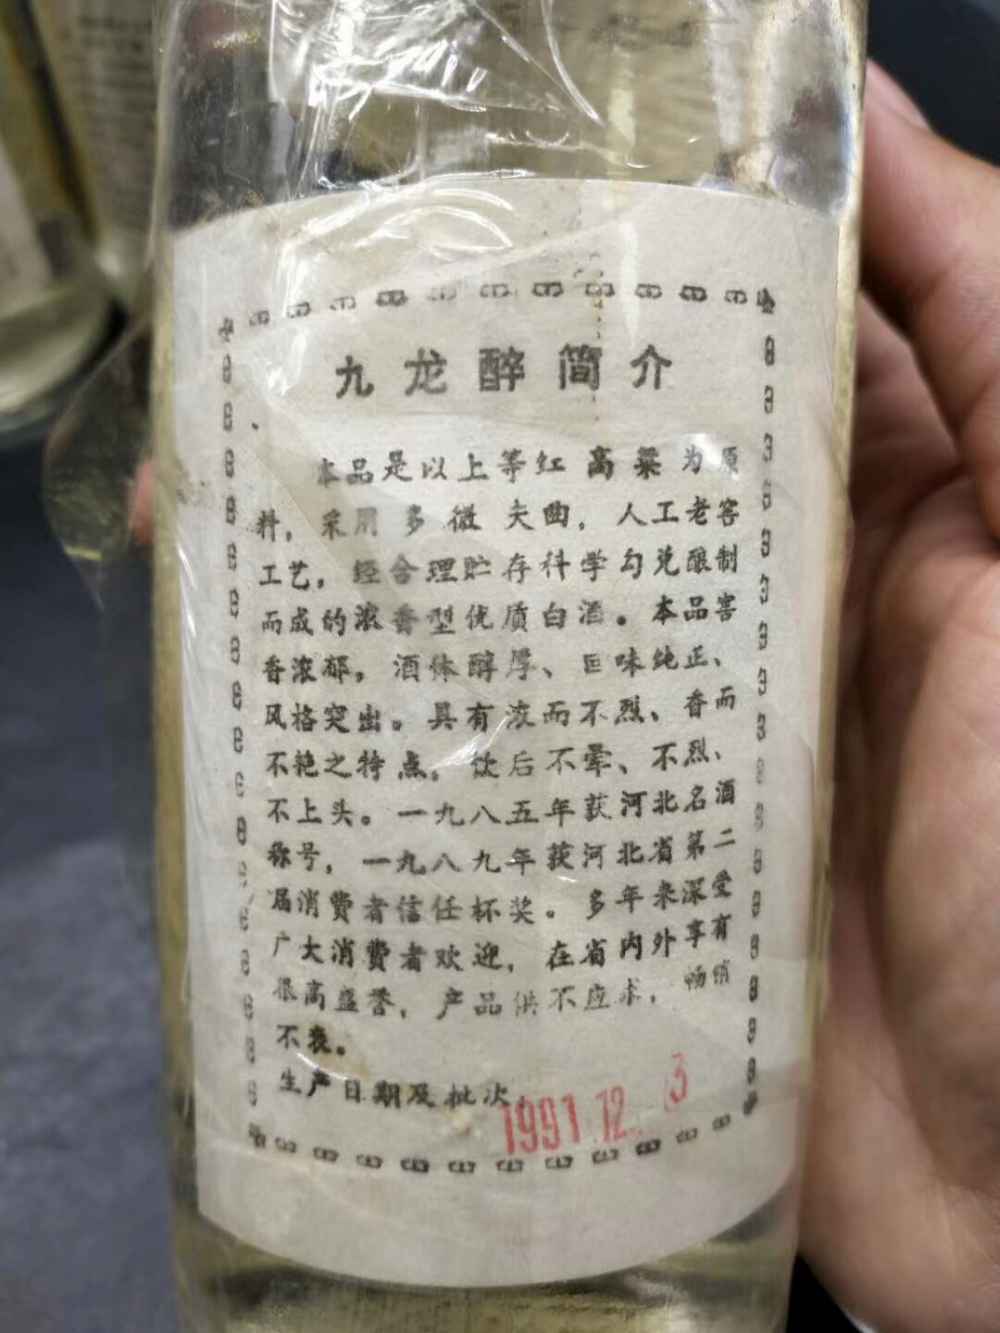 九龙醉简介
本品是以上等红高粱为原
料，采用多微夫曲，人工老窖
工艺，经合理贮存科学勾兑酿制
而成的浓香型优质白酒。本品窖
香浓郁，酒体醇厚、回味纯正、
风格突出。具有浓而不烈、香而
不艳之特点，饮后不晕、不烈、
不上头。一九八五年获河北名酒
称号，一九八九年获河北省第二
届消费者信任杯奖。多年来深受
广大消费者欢迎，在省内外享有
很高盛誉，产品供不应求，畅销
不衰。
生产日期及批次：1991 12 3